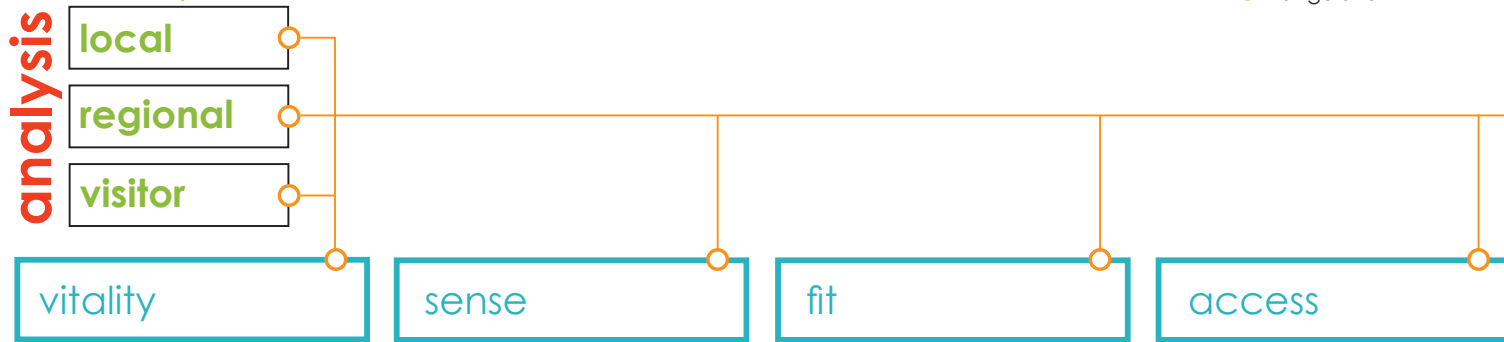 analysis
local
regional
visitor
vitality
sense
fit
access